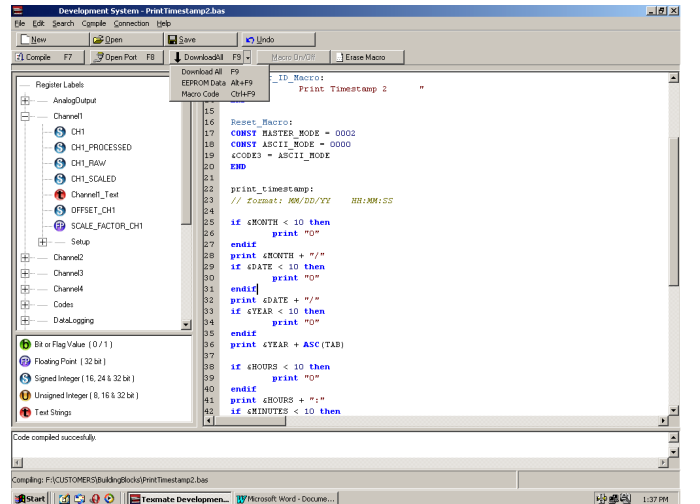 Development System - PrintTimestamp2.bas
File Edit Search Compile Connection Help
New Open Save Undo
Compile F7 Open Port F8 DownloadAll F9 Macro On/Off Erase Macro
Download All F9
EEPROM Data Alt+F9
Macro Code Ctrl+F9
Register Labels
AnalogOutput
Channel1
CH1
CH1_PROCESSED
CH1_RAW
CH1_SCALED
Channel1_Text
OFFSET_CH1
SCALE_FACTOR_CH1
Setup
Channel2
Channel3
Channel4
Codes
DataLogging
Bit or Flag Value ( 0 / 1 )
Floating Point ( 32 bit )
Signed Integer ( 16, 24 & 32 bit )
Unsigned Integer ( 8, 16 & 32 bit )
Text Strings
_ID_Macro:
Print Timestamp 2 "
15
16 Reset_Macro:
17 CONST MASTER_MODE = 0002
18 CONST ASCII_MODE = 0000
19 &CODE3 = ASCII_MODE
20 END
21
22 print_timestamp:
23 // format: MM/DD/YY HH:MM:SS
24
25 if &MONTH < 10 then
26 print "0"
27 endif
28 print &MONTH + "/"
29 if &DATE < 10 then
30 print "0"
31 endif
32 print &DATE + "/"
33 if &YEAR < 10 then
34 print "0"
35 endif
36 print &YEAR + ASC(TAB)
37
38 if &HOURS < 10 then
39 print "0"
40 endif
41 print &HOURS + ":"
42 if &MINUTES < 10 then
Code compiled succesfully.
Compiling: F:\CUSTOMERS\BuildingBlocks\PrintTimestamp2.bas
Start Texmate Developmen... Microsoft Word - Docume... 1:37 PM